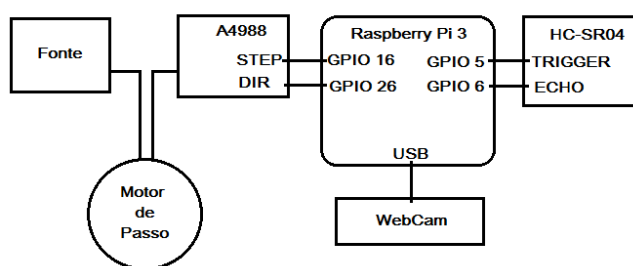 Fonte
A4988
STEP
DIR
Raspberry Pi 3
GPIO 16
GPIO 26
GPIO 5
GPIO 6
USB
HC-SR04
TRIGGER
ECHO
Motor
de
Passo
WebCam